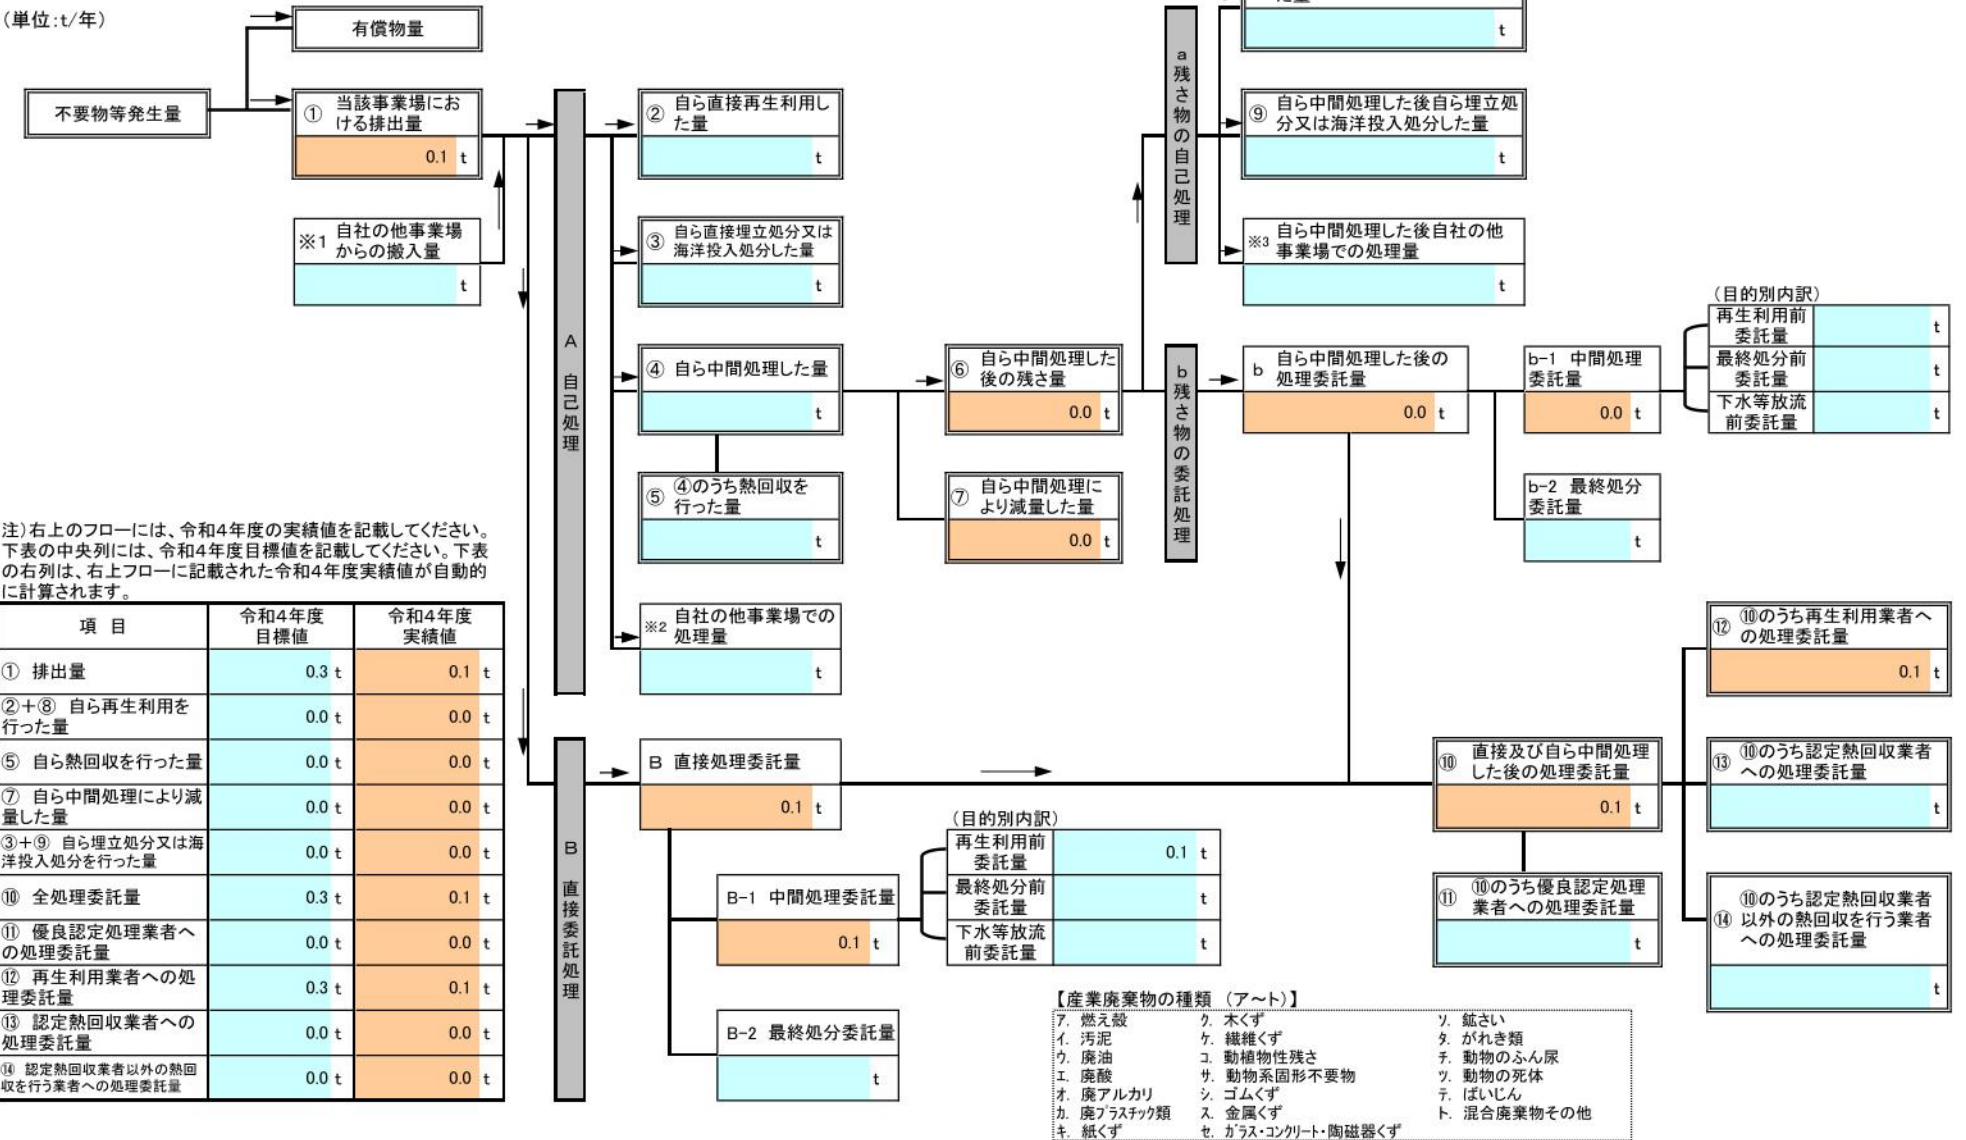 (単位:t/年)
有償物量
不要物等発生量
① 当該事業場にお
ける排出量
0.1 t
※1 自社の他事業場
からの搬入量
t
A 自己処理
② 自ら直接再生利用し
た量
t
③ 自ら直接埋立処分又は
海洋投入処分した量
t
④ 自ら中間処理した量
t
⑤ ④のうち熱回収を
行った量
t
※2 自社の他事業場での
処理量
t
⑥ 自ら中間処理した
後の残さ量
0.0 t
⑦ 自ら中間処理に
より減量した量
0.0 t
a 残さ物の自己処理
t
⑨ 自ら中間処理した後自ら埋立処
分又は海洋投入処分した量
t
※3 自ら中間処理した後自社の他
事業場での処理量
t
b 残さ物の委託処理
b 自ら中間処理した後の
処理委託量
0.0 t
b-1 中間処理
委託量
0.0 t
b-2 最終処分
委託量
t
(目的別内訳)
再生利用前
委託量
t
最終処分前
委託量
t
下水等放流
前委託量
t
注)右上のフローには、令和4年度の実績値を記載してください。
下表の中央列には、令和4年度目標値を記載してください。下表
の右列は、右上フローに記載された令和4年度実績値が自動的
に計算されます。
項 目 令和4年度 目標値 令和4年度 実績値
① 排出量 0.3 t 0.1 t
②+⑧ 自ら再生利用を
行った量 0.0 t 0.0 t
⑤ 自ら熱回収を行った量 0.0 t 0.0 t
⑦ 自ら中間処理により減
量した量 0.0 t 0.0 t
③+⑨ 自ら埋立処分又は海
洋投入処分を行った量 0.0 t 0.0 t
⑩ 全処理委託量 0.3 t 0.1 t
⑪ 優良認定処理業者へ
の処理委託量 0.0 t 0.0 t
⑫ 再生利用業者への処
理委託量 0.3 t 0.1 t
⑬ 認定熱回収業者への
処理委託量 0.0 t 0.0 t
⑭ 認定熱回収業者以外の熱回
収を行う業者への処理委託量 0.0 t 0.0 t
B 直接委託処理
B 直接処理委託量
0.1 t
B-1 中間処理委託量
0.1 t
B-2 最終処分委託量
t
(目的別内訳)
再生利用前
委託量
0.1 t
最終処分前
委託量
t
下水等放流
前委託量
t
⑩ 直接及び自ら中間処理
した後の処理委託量
0.1 t
⑪ ⑩のうち優良認定処理
業者への処理委託量
t
⑫ ⑩のうち再生利用業者へ
の処理委託量
0.1 t
⑬ ⑩のうち認定熱回収業者
への処理委託量
t
⑭ ⑩のうち認定熱回収業者
以外の熱回収を行う業者
への処理委託量
t
【産業廃棄物の種類 (ア~ト)】
ア. 燃え殻 ク. 木くず ソ. 鉱さい
イ. 汚泥 ケ. 繊維くず タ. がれき類
ウ. 廃油 コ. 動植物性残さ チ. 動物のふん尿
エ. 廃酸 サ. 動物系固形不要物 ツ. 動物の死体
オ. 廃アルカリ シ. ゴムくず テ. ばいじん
カ. 廃プラスチック類 ス. 金属くず ト. 混合廃棄物その他
キ. 紙くず セ. ガラス・コンクリート・陶磁器くず